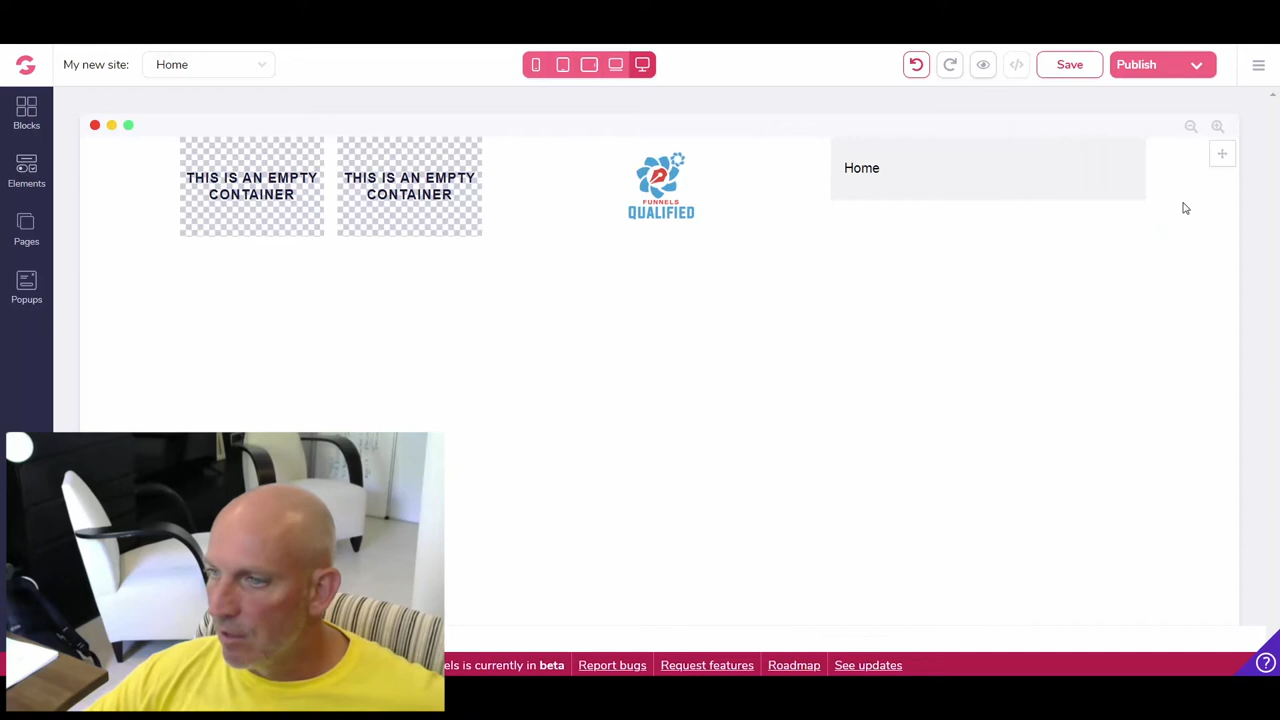 My new site:
Home
Save
Publish
Blocks
Elements
Pages
Popups
THIS IS AN EMPTY
CONTAINER
THIS IS AN EMPTY
CONTAINER
FUNNELS
QUALIFIED
Home
is currently in beta
Report bugs
Request features
Roadmap
See updates